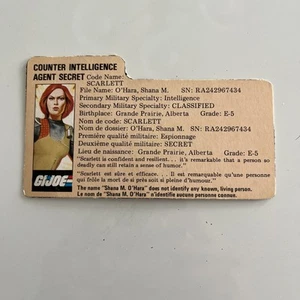 COUNTER INTELLIGENCE
AGENT SECRET
Code Name:
SCARLETT
File Name: O'Hara, Shana M. SN: RA242967434
Primary Military Specialty: Intelligence
Secondary Military Specialty: CLASSIFIED
Birthplace: Grande Prairie, Alberta Grade: E-5
Nom de code: SCARLETT
Nom de dossier: O'Hara, Shana M. SN: RA242967434
Première qualité militaire: Espionnage
Deuxième qualité militaire: SECRET
Lieu de naissance: Grande Prairie, Alberta Grade: E-5
"Scarlett is confident and resilent... it's remarkable that a person so
deadly can still retain a sense of humor."
"Scarlett est sûre et efficace... Il est remarquable qu'une personne
qui frôle la mort de si près soit si pleine d'humour."
G.I. JOE
The name "Shana M. O'Hara" does not identify any known, living person.
Le nom "Shana M. O'Hara" n'identifie aucune personne connue.